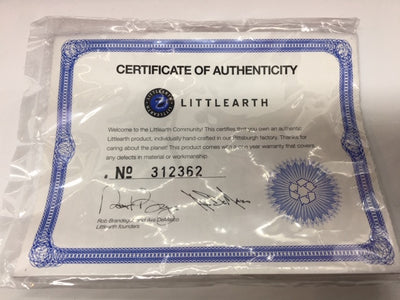 CERTIFICATE OF AUTHENTICITY
LITTLEARTH
Welcome to the Littlearth Community! This certifies that you own an authentic
Littlearth product, individually hand-crafted in our Pittsburgh factory. Thanks for
caring about the planet! This product comes with a one year warranty that covers
any defects in material or workmanship.
No 312362
Rob Brandegee and Ava DeMarco
Littlearth founders